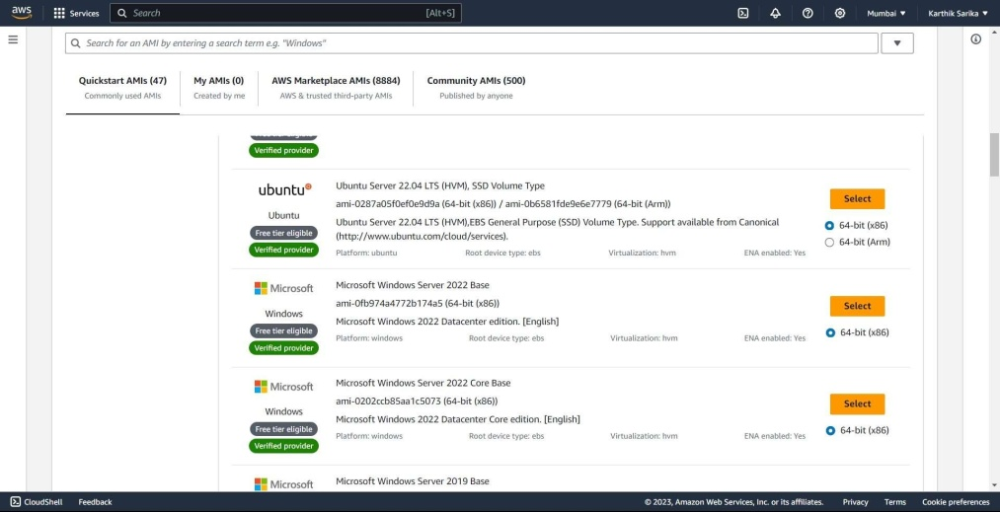 aws
Services
Search
[Alt+S]
Mumbai ▼
Karthik Sarika ▼
Search for an AMI by entering a search term e.g. "Windows"
Quickstart AMIs (47)
Commonly used AMIs
My AMIs (0)
Created by me
AWS Marketplace AMIs (8884)
AWS & trusted third-party AMIs
Community AMIs (500)
Published by anyone
Verified provider
ubuntu
Ubuntu
Free tier eligible
Verified provider
Ubuntu Server 22.04 LTS (HVM), SSD Volume Type
ami-0287a05f0ef0e9d9a (64-bit (x86)) / ami-0b6581fde9e6e7779 (64-bit (Arm))
Ubuntu Server 22.04 LTS (HVM),EBS General Purpose (SSD) Volume Type. Support available from Canonical
(http://www.ubuntu.com/cloud/services).
Platform: ubuntu
Root device type: ebs
Virtualization: hvm
ENA enabled: Yes
Select
64-bit (x86)
64-bit (Arm)
Microsoft
Windows
Free tier eligible
Verified provider
Microsoft Windows Server 2022 Base
ami-0fb974a4772b174a5 (64-bit (x86))
Microsoft Windows 2022 Datacenter edition. [English]
Platform: windows
Root device type: ebs
Virtualization: hvm
ENA enabled: Yes
Select
64-bit (x86)
Microsoft
Windows
Free tier eligible
Verified provider
Microsoft Windows Server 2022 Core Base
ami-0202ccb85aa1c5073 (64-bit (x86))
Microsoft Windows 2022 Datacenter Core edition. [English]
Platform: windows
Root device type: ebs
Virtualization: hvm
ENA enabled: Yes
Select
64-bit (x86)
Microsoft
Microsoft Windows Server 2019 Base
CloudShell
Feedback
© 2023, Amazon Web Services, Inc. or its affiliates.
Privacy
Terms
Cookie preferences